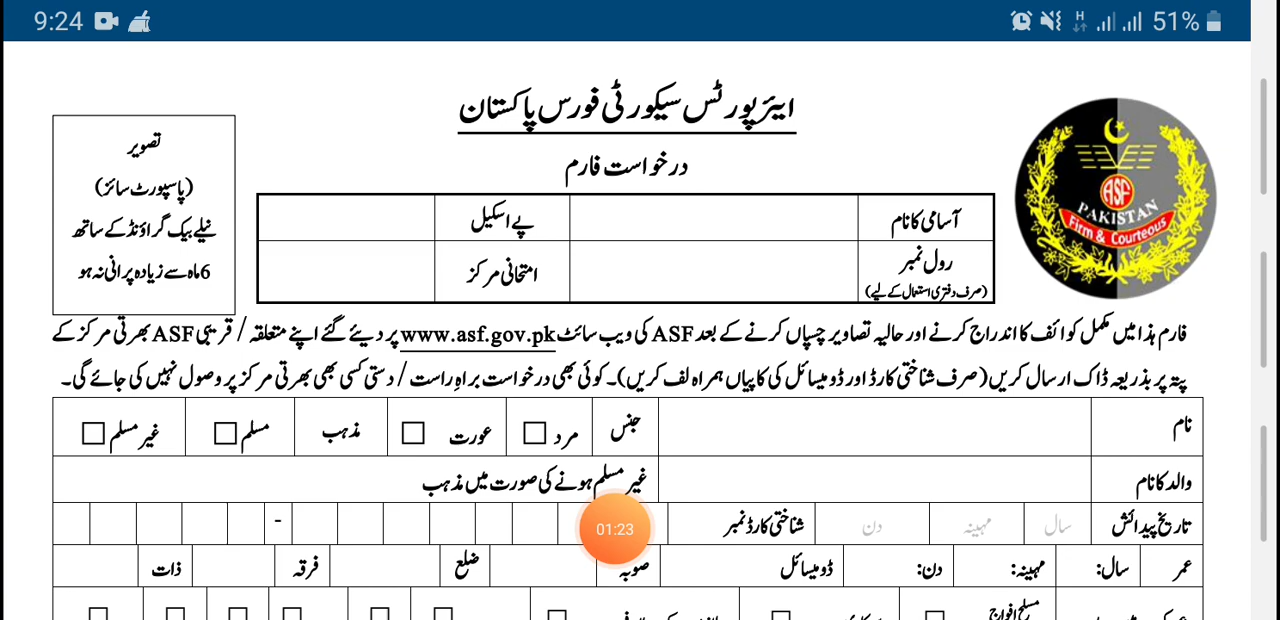 9:24
H 51%
ایئرپورٹس سیکورٹی فورس پاکستان
درخواست فارم
تصویر
(پاسپورٹ سائز)
نیلے بیک گراؤنڈ کے ساتھ
6 ماہ سے زیادہ پرانی نہ ہو
آسامی کا نام پے اسکیل
رول نمبر امتحانی مرکز
(صرف دفتری استعمال کے لیے)
ASF
PAKISTAN
Firm & Courteous
فارم ہذا میں مکمل کوائف کا اندراج کرنے اور حالیہ تصاویر چسپاں کرنے کے بعد ASF کی ویب سائٹ www.asf.gov.pk پر دیئے گئے اپنے متعلقہ / قریبی ASF بھرتی مرکز کے
پتہ پر بذریعہ ڈاک ارسال کریں (صرف شناختی کارڈ اور ڈومیسائل کی کاپیاں ہمراہ لف کریں)۔ کوئی بھی درخواست براہِ راست / دستی کسی بھی بھرتی مرکز پر وصول نہیں کی جائے گی۔
نام جنس مرد عورت مذہب مسلم غیر مسلم
والد کا نام غیر مسلم ہونے کی صورت میں مذہب
تاریخ پیدائش سال مہینہ دن شناختی کارڈ نمبر -
01:23
عمر سال: مہینہ: دن: ڈومیسائل صوبہ ضلع فرقہ ذات
مسلح افواج